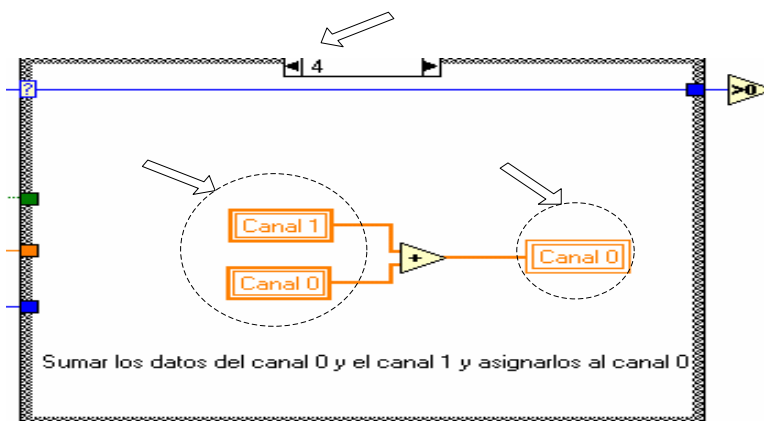 4
?
>0
Canal 1
+
Canal 0
Canal 0
Sumar los datos del canal 0 y el canal 1 y asignarlos al canal 0